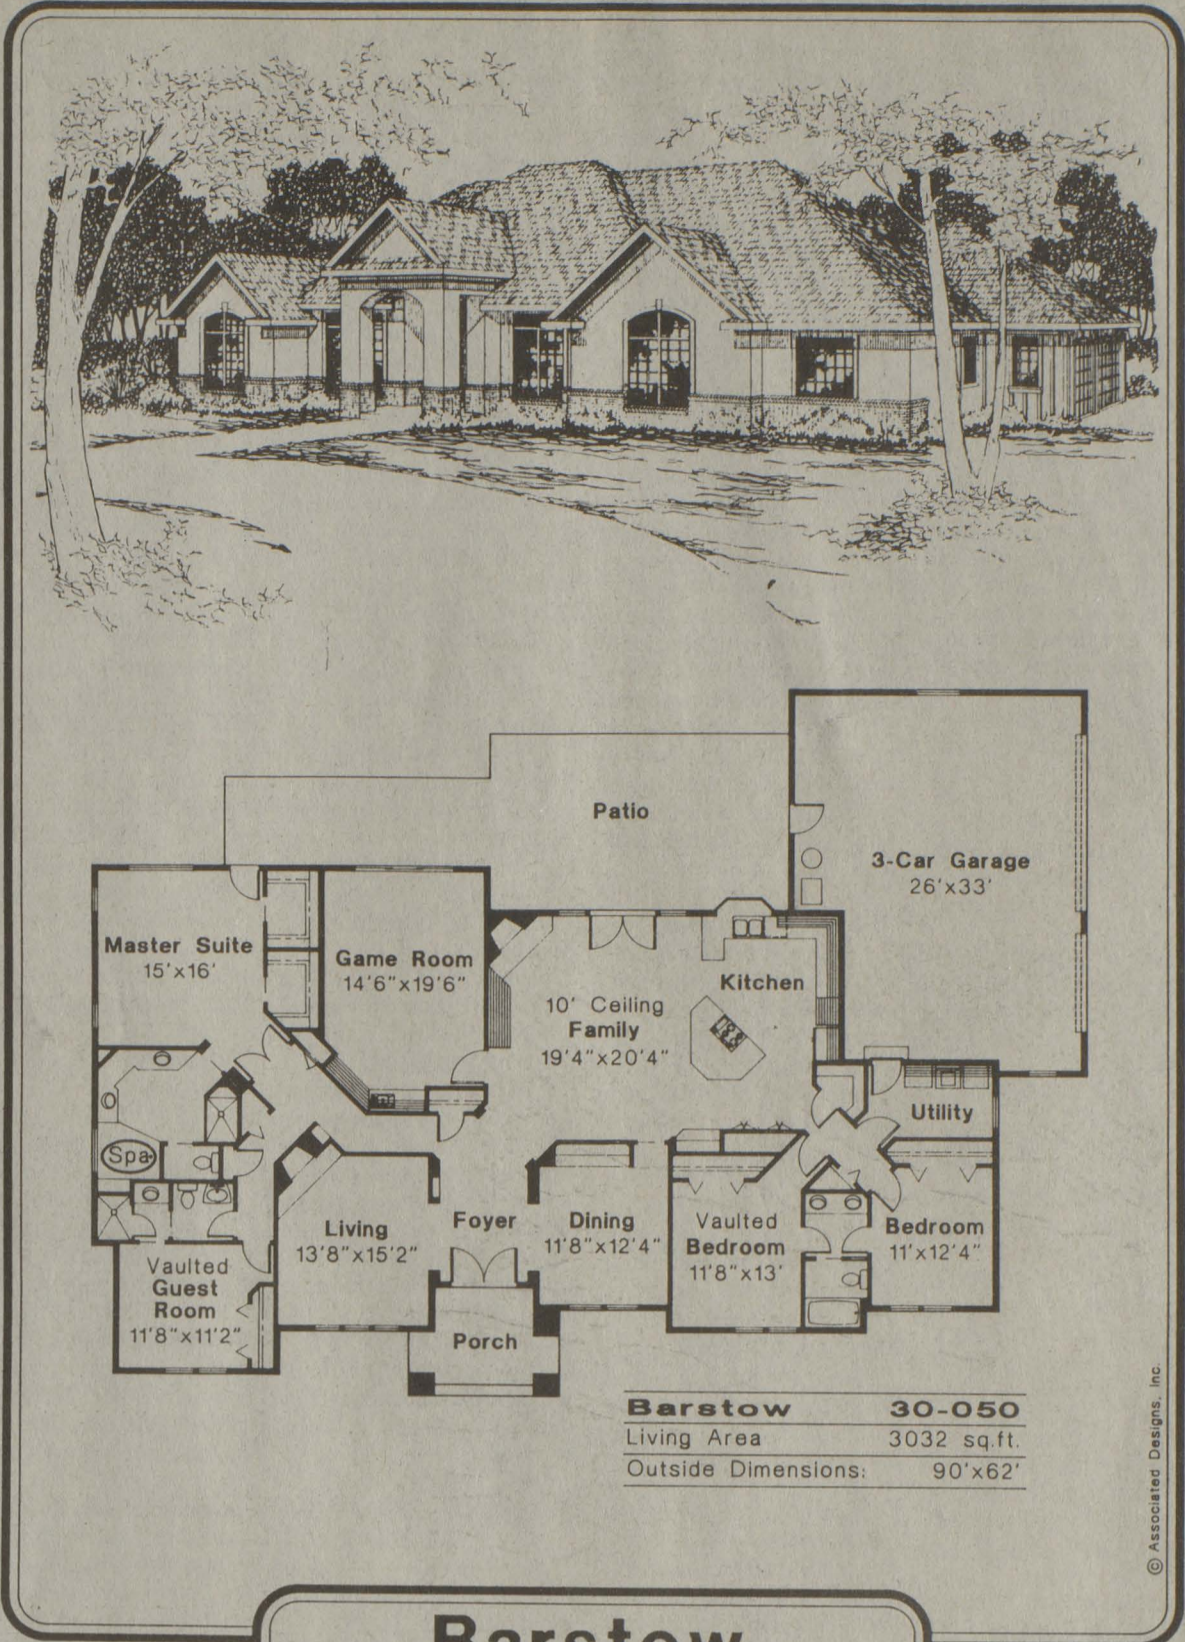 Patio
3-Car Garage
26'x33'
Master Suite
15'x16'
Game Room
14'6"x19'6"
Kitchen
10' Ceiling
Family
19'4"x20'4"
Utility
Spa
Living
13'8"x15'2"
Foyer
Dining
11'8"x12'4"
Vaulted
Bedroom
11'8"x13'
Bedroom
11'x12'4"
Vaulted
Guest
Room
11'8"x11'2"
Porch
Barstow 30-050
Living Area 3032 sq.ft.
Outside Dimensions: 90'x62'
© Associated Designs, Inc.
Barstow